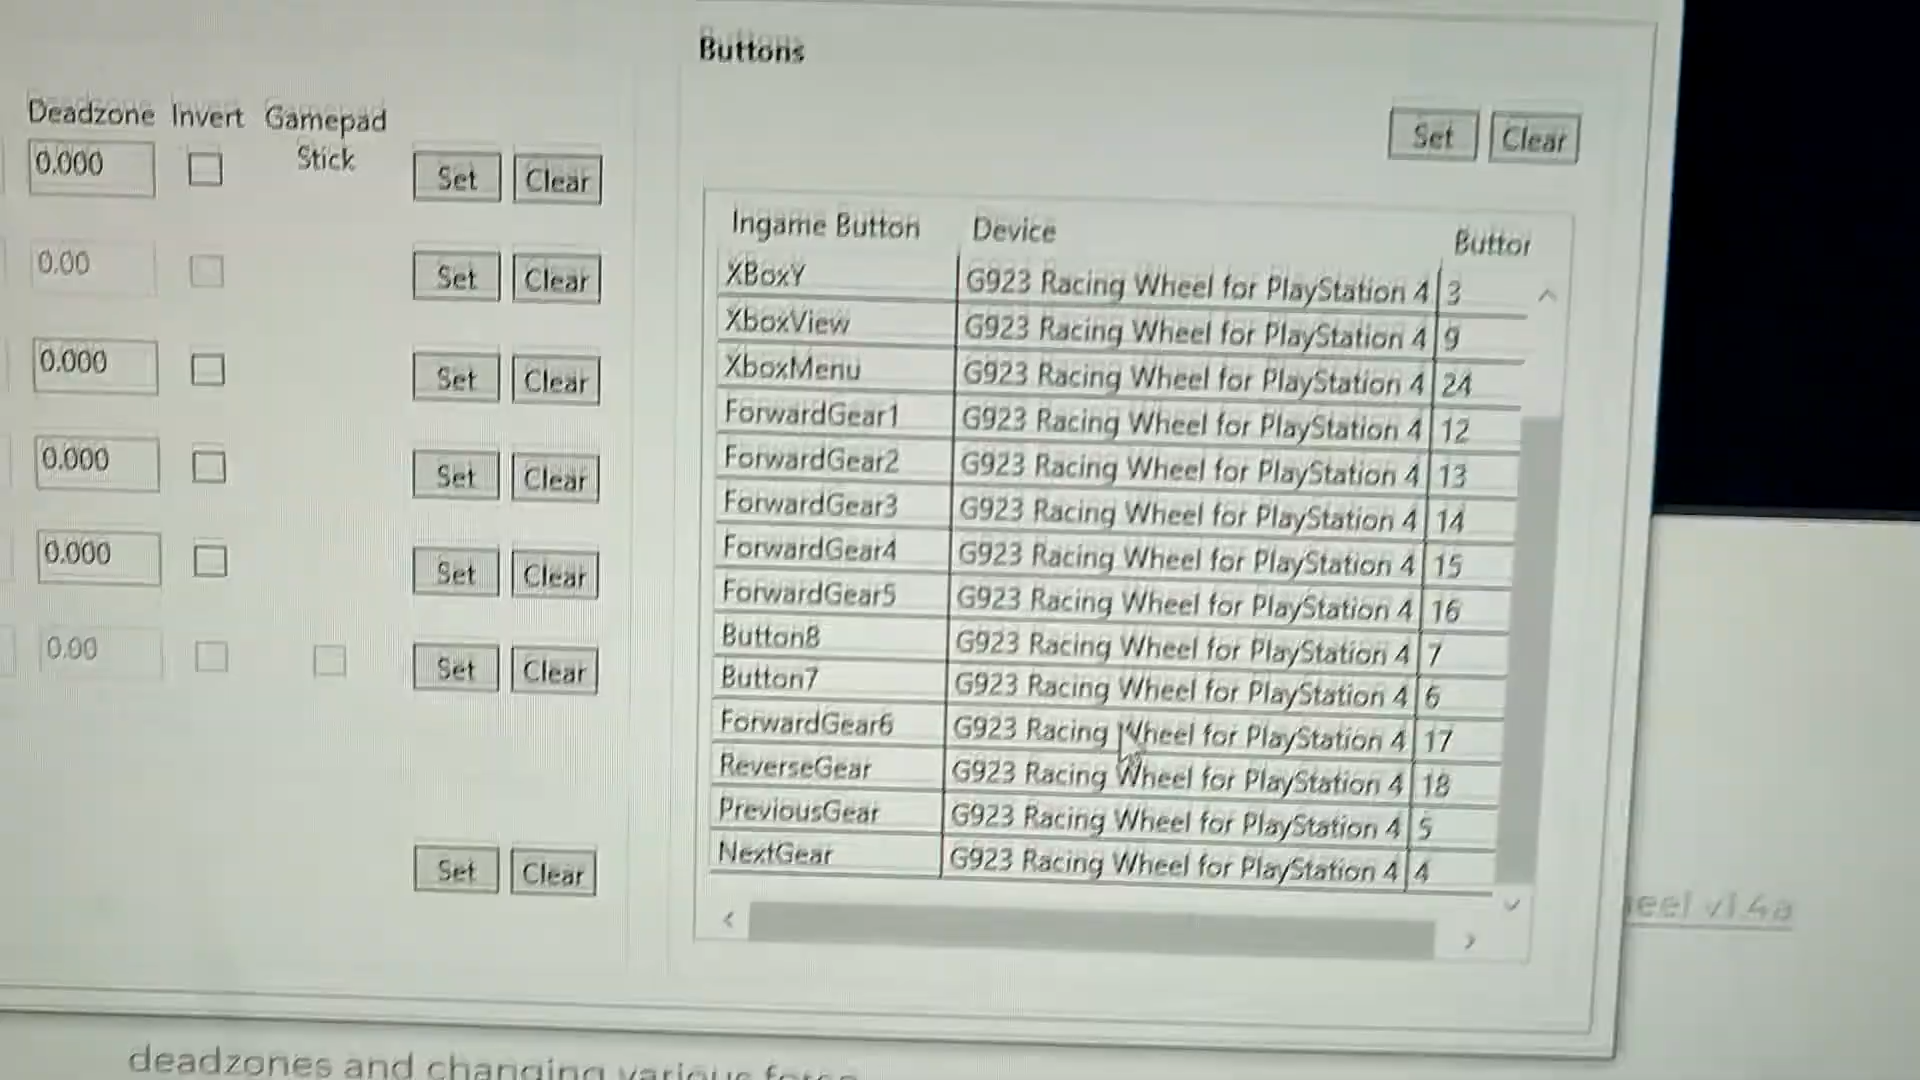 Buttons
Deadzone Invert Gamepad Stick
Set Clear
0.000 Set Clear
Ingame Button Device Buttor
0.00 Set Clear
XBoxY G923 Racing Wheel for PlayStation 4 3
XboxView G923 Racing Wheel for PlayStation 4 9
0.000 Set Clear
XboxMenu G923 Racing Wheel for PlayStation 4 24
ForwardGear1 G923 Racing Wheel for PlayStation 4 12
0.000 Set Clear
ForwardGear2 G923 Racing Wheel for PlayStation 4 13
ForwardGear3 G923 Racing Wheel for PlayStation 4 14
0.000 Set Clear
ForwardGear4 G923 Racing Wheel for PlayStation 4 15
ForwardGear5 G923 Racing Wheel for PlayStation 4 16
0.00 Set Clear
Button8 G923 Racing Wheel for PlayStation 4 7
Button7 G923 Racing Wheel for PlayStation 4 6
ForwardGear6 G923 Racing Wheel for PlayStation 4 17
ReverseGear G923 Racing Wheel for PlayStation 4 18
PreviousGear G923 Racing Wheel for PlayStation 4 5
NextGear G923 Racing Wheel for PlayStation 4 4
Set Clear
eel v1.4a
deadzones and changing various force